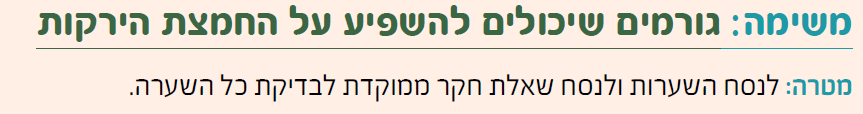 משימה: גורמים שיכולים להשפיע על החמצת הירקות
מטרה: לנסח השערות ולנסח שאלת חקר ממוקדת לבדיקת כל השערה.